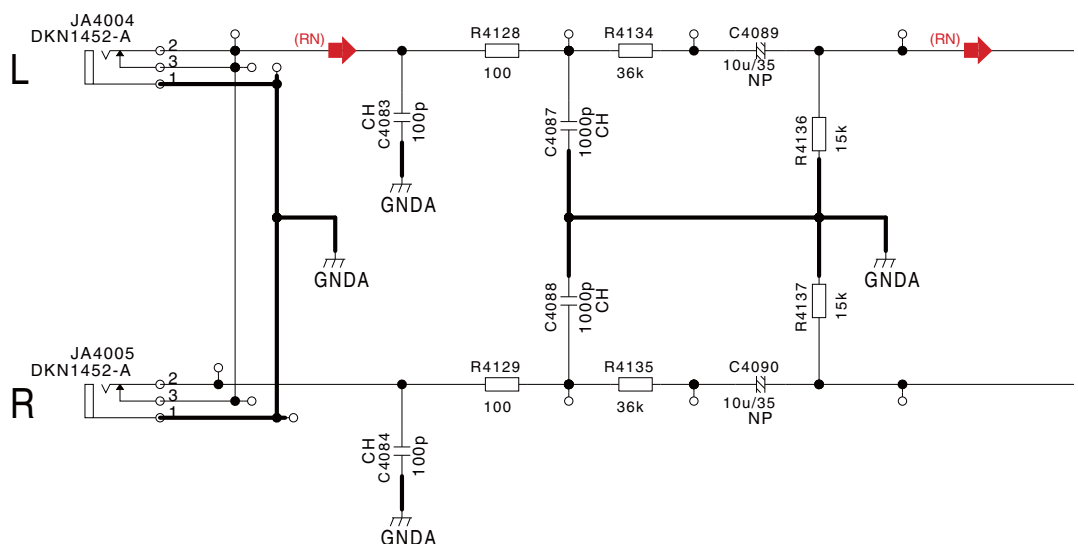 JA4004
DKN1452-A
L
2
3
1
(RN)
CH
C4083
100p
GNDA
R4128
100
R4134
36k
C4089
10u/35
NP
(RN)
C4087
1000p
CH
R4136
15k
GNDA
GNDA
C4088
1000p
CH
R4137
15k
JA4005
DKN1452-A
R
2
3
1
R4129
100
R4135
36k
C4090
10u/35
NP
CH
C4084
100p
GNDA